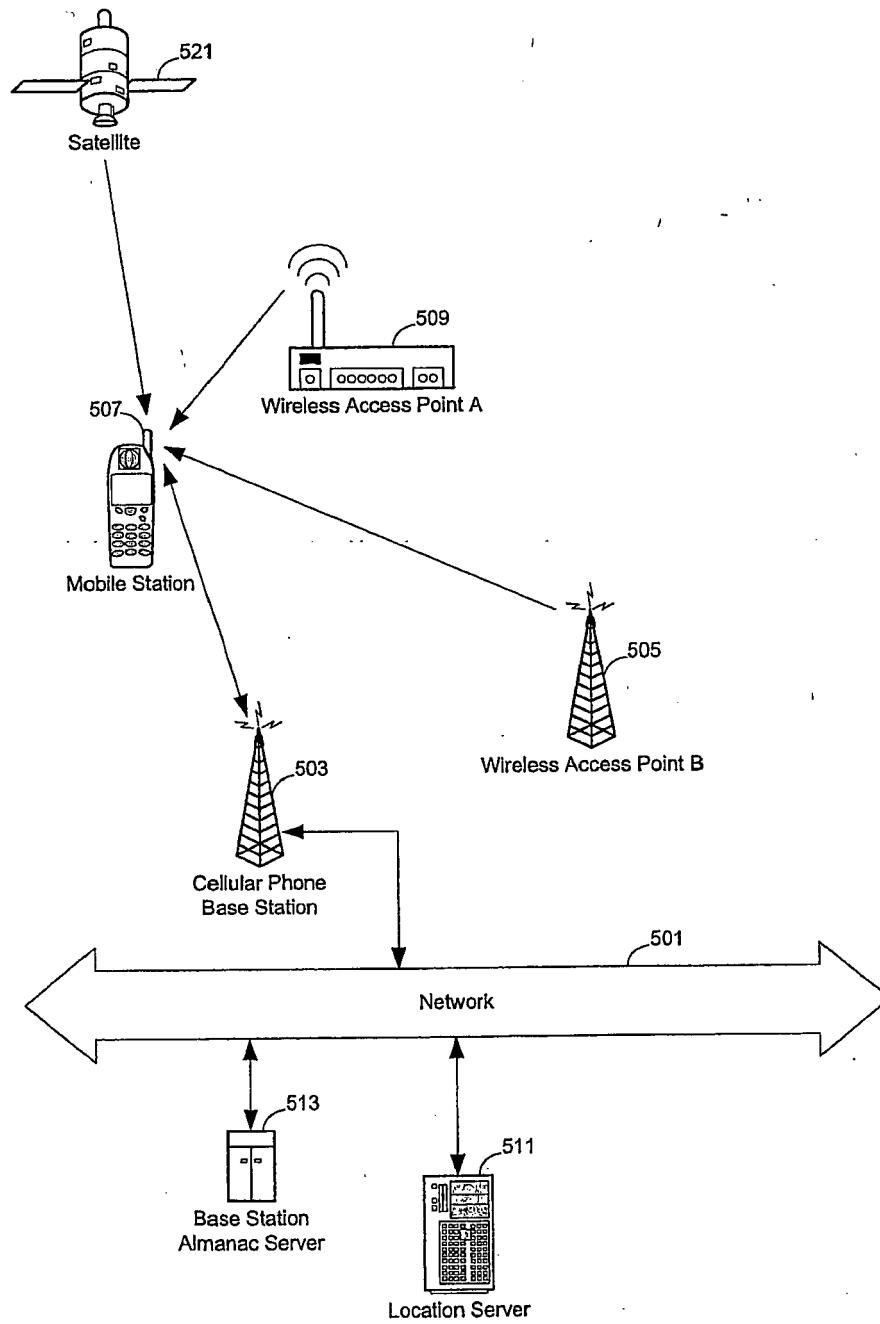 521
Satellite
509
Wireless Access Point A
507
Mobile Station
505
Wireless Access Point B
503
Cellular Phone
Base Station
501
Network
513
Base Station
Almanac Server
511
Location Server